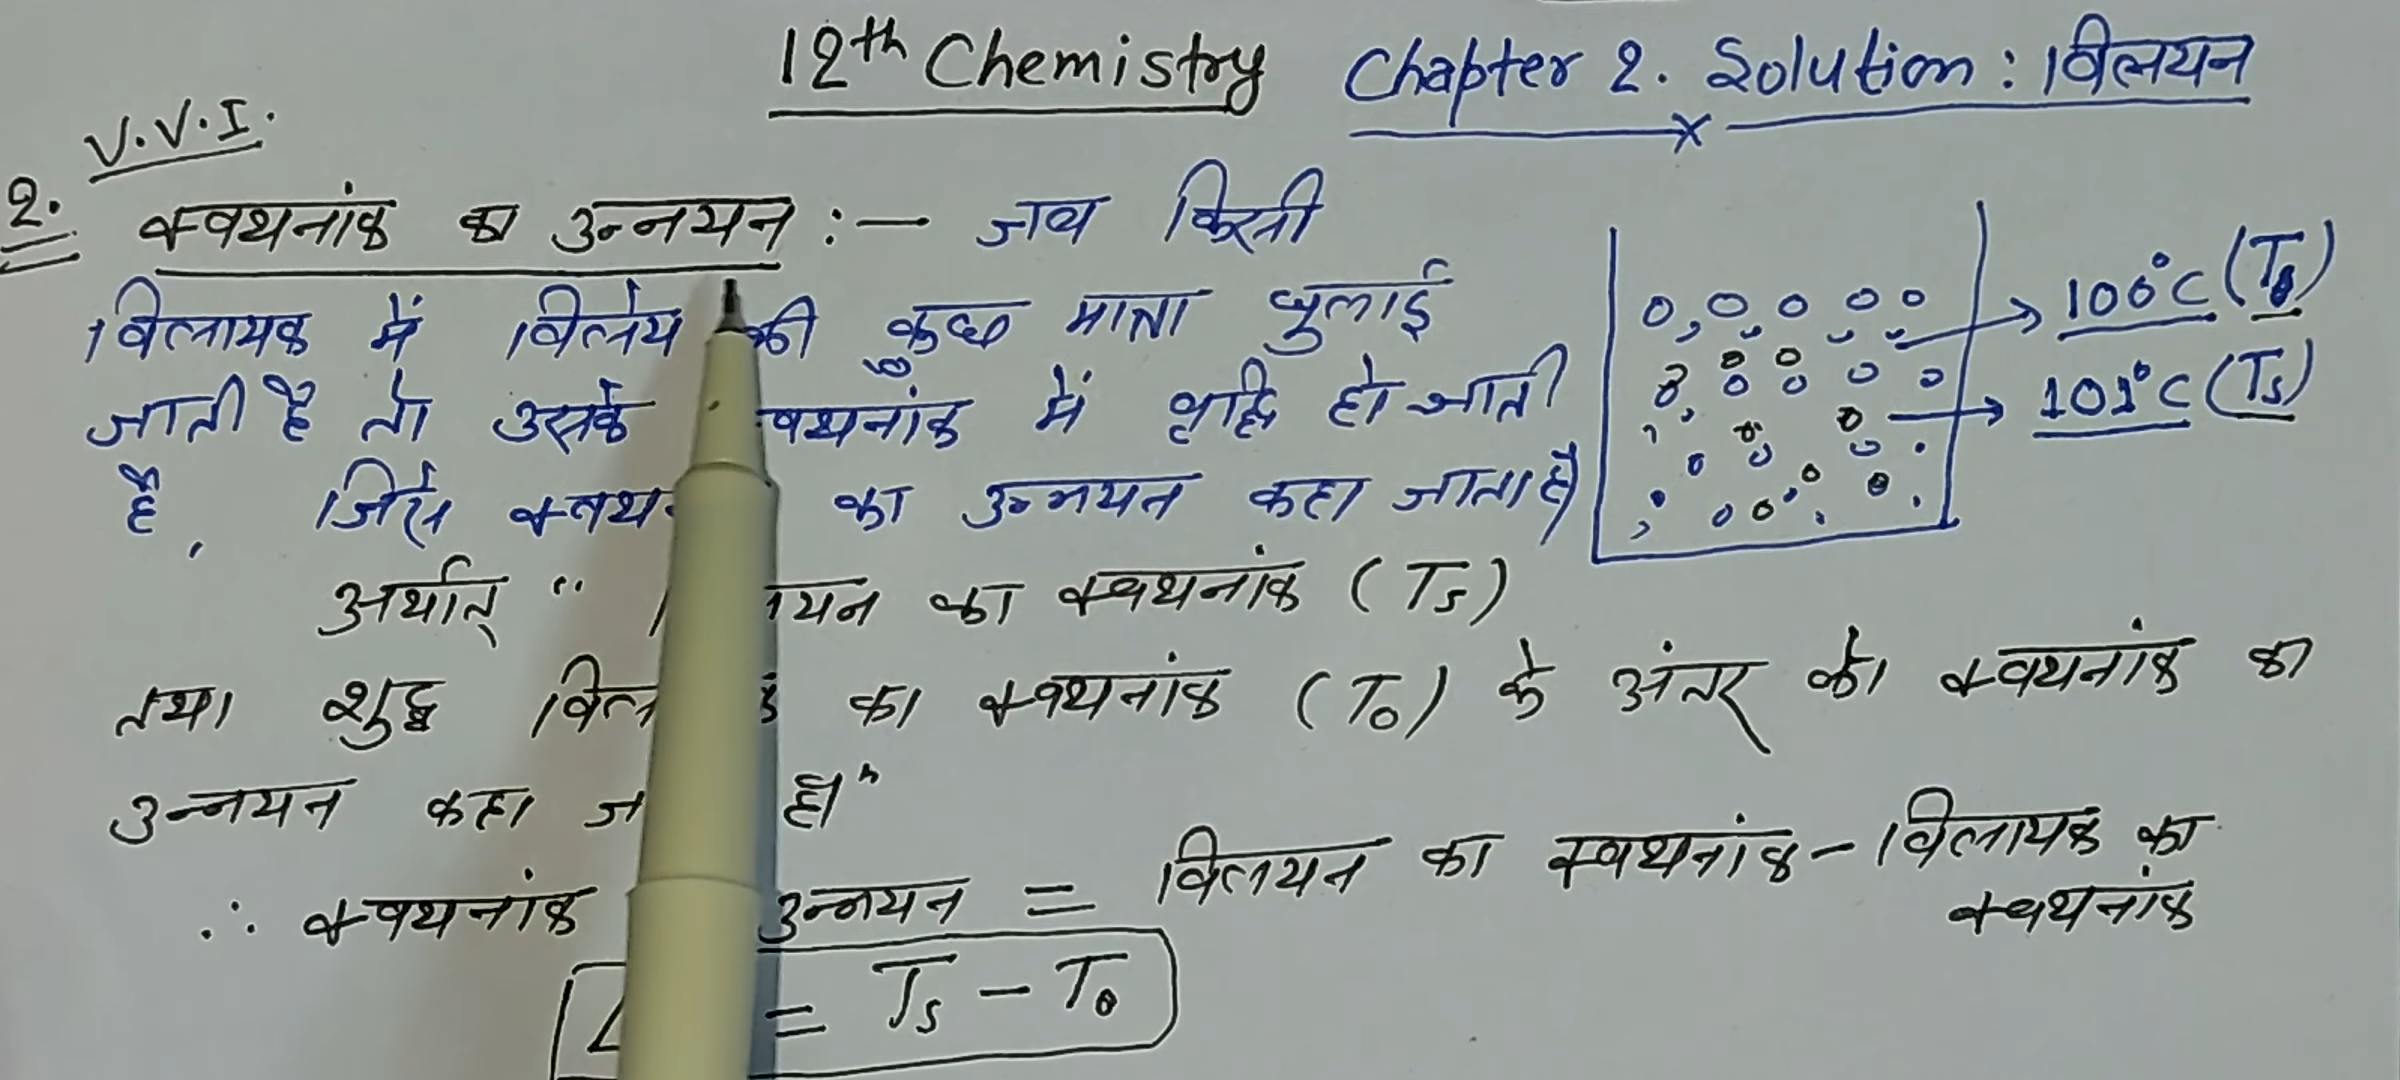 12th Chemistry Chapter 2. Solution : विलयन
V.V.I.
2. क्वथनांक का उन्नयन :- जब किसी
विलायक में विलेय की कुछ मात्रा घुलाई
जाती है तो उसके क्वथनांक में वृद्धि हो जाती
है, जिसे का उन्नयन कहा जाता है।
100°C (T₀)
101°C (Ts)
अर्थात् " का क्वथनांक (Ts)
तथा शुद्ध का क्वथनांक (T₀) के अंतर को क्वथनांक का
उन्नयन कहा है।"
∴ क्वथनांक उन्नयन = विलयन का क्वथनांक - विलायक का
क्वथनांक
= Ts - T₀